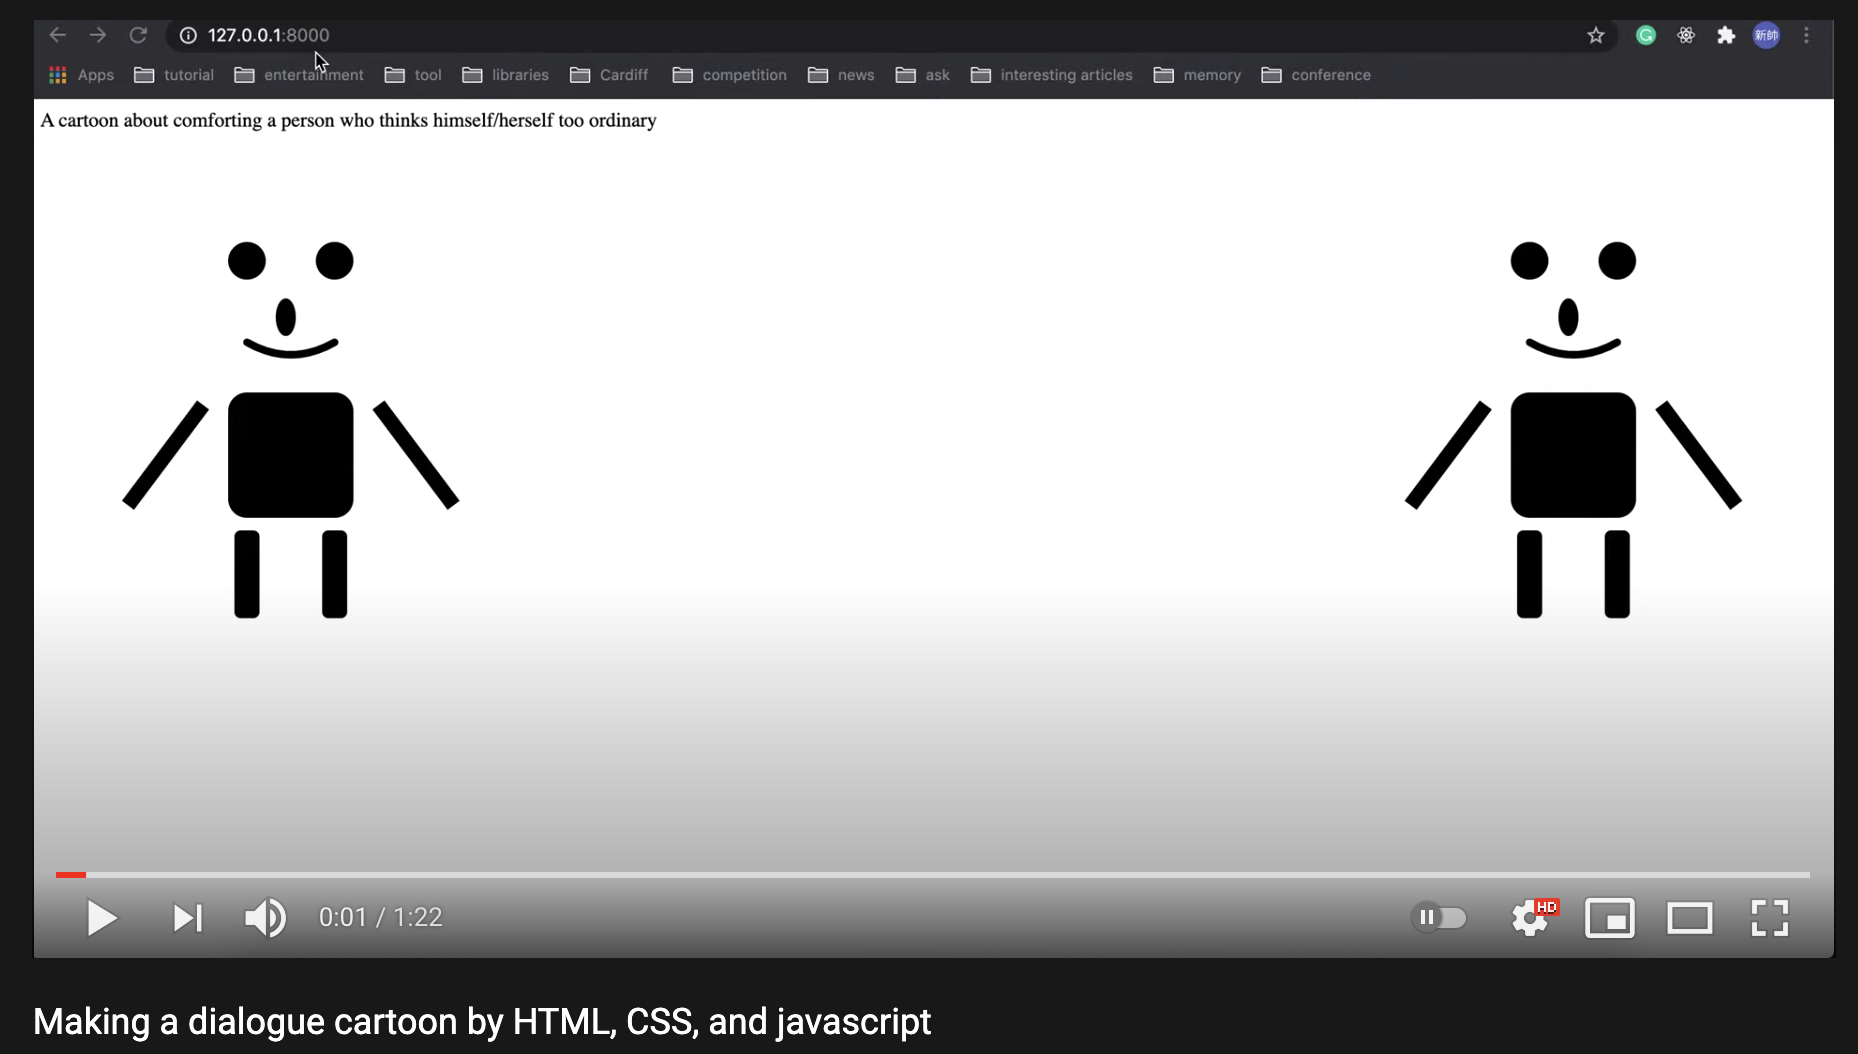 127.0.0.1:8000
新帥
Apps tutorial entertainment tool libraries Cardiff competition news ask interesting articles memory conference
A cartoon about comforting a person who thinks himself/herself too ordinary
0:01 / 1:22
HD
Making a dialogue cartoon by HTML, CSS, and javascript